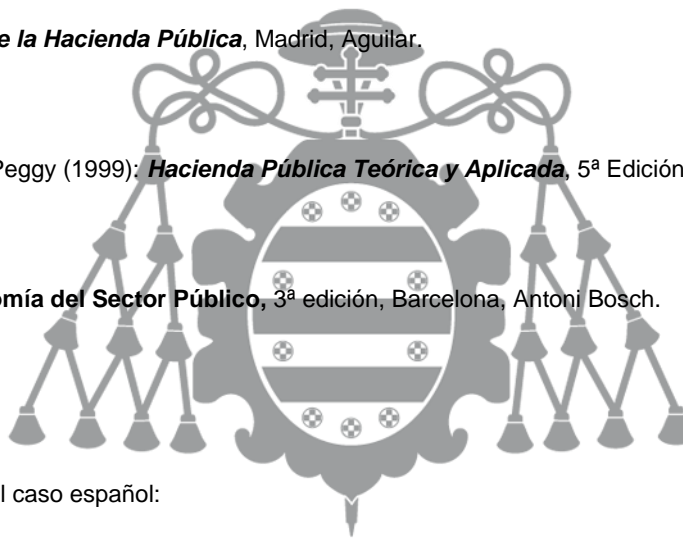 e la Hacienda Pública, Madrid, Aguilar.
Peggy (1999): Hacienda Pública Teórica y Aplicada, 5ª Edición
omía del Sector Público, 3ª edición, Barcelona, Antoni Bosch.
l caso español: